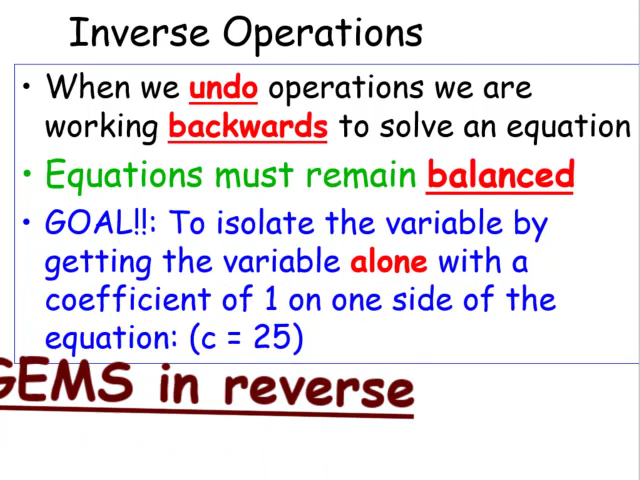 Inverse Operations
• When we undo operations we are
working backwards to solve an equation
• Equations must remain balanced
• GOAL!!: To isolate the variable by
getting the variable alone with a
coefficient of 1 on one side of the
equation: (c = 25)
GEMS in reverse